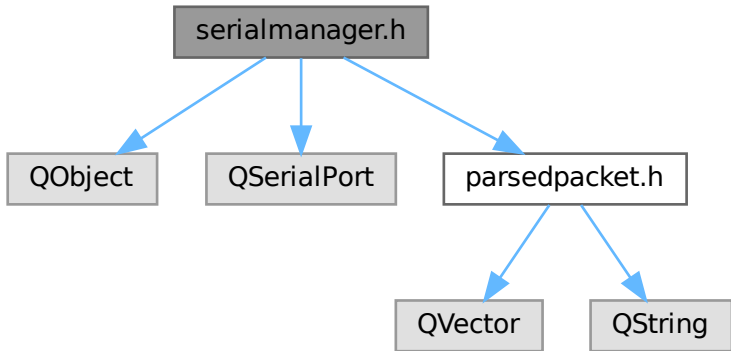 serialmanager.h
QObject
QSerialPort
parsedpacket.h
QVector
QString